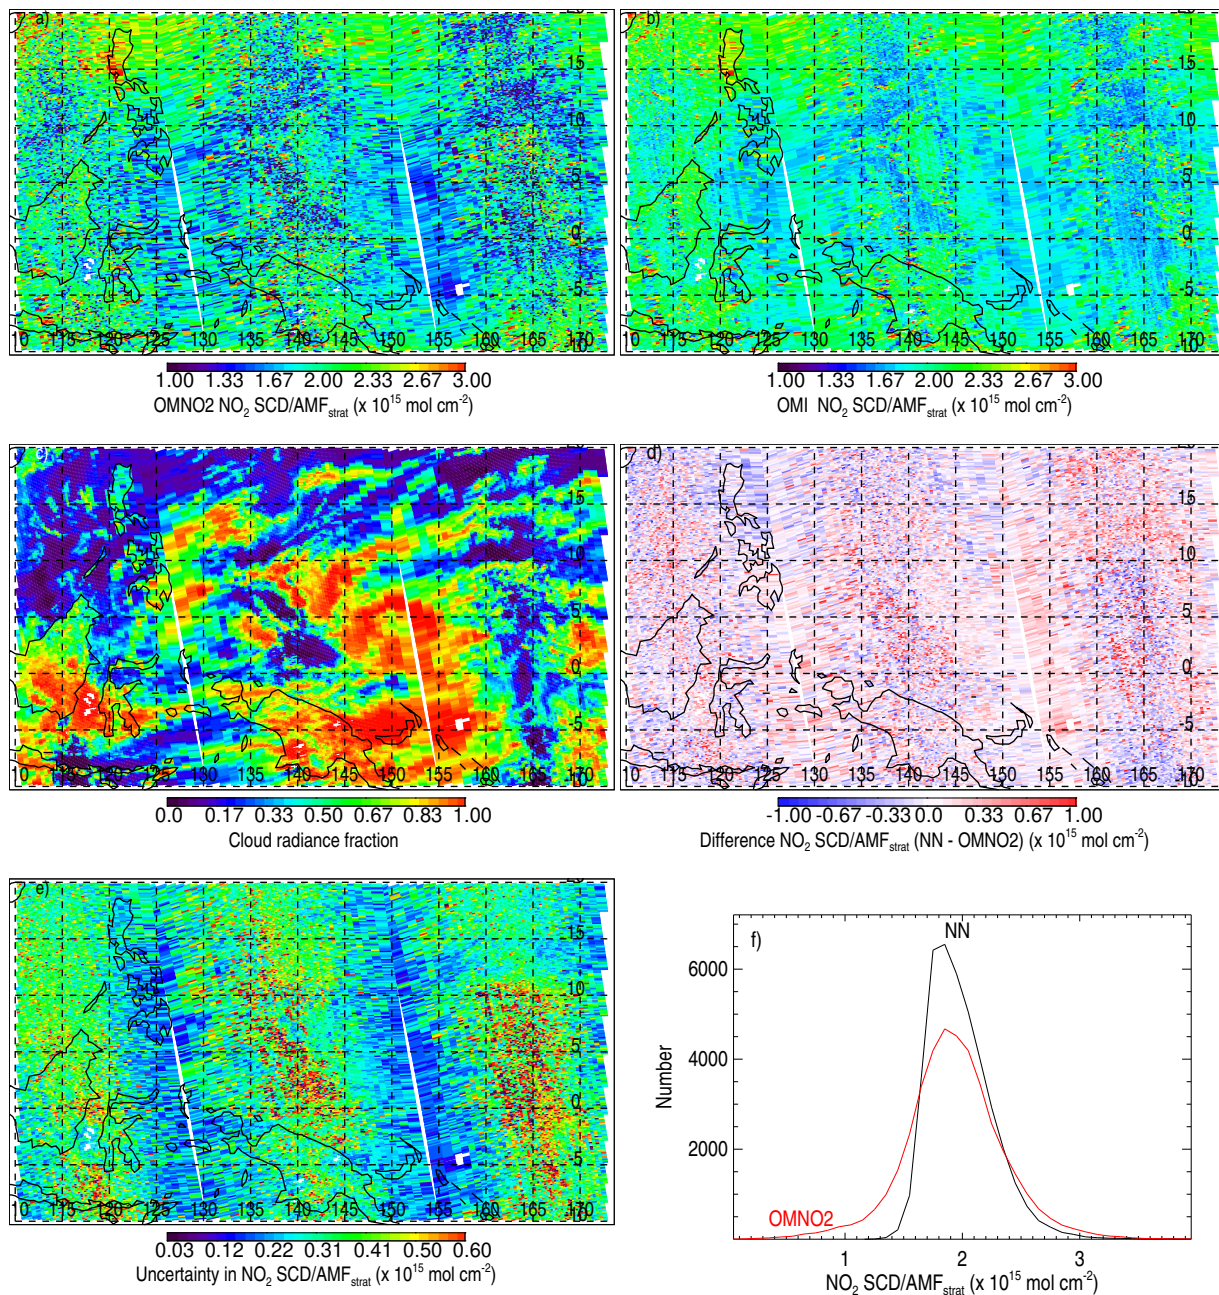 a)
20
15
10
5
0
-5
-10
10 115 120 125 130 135 140 145 150 155 160 165 170
1.00 1.33 1.67 2.00 2.33 2.67 3.00
OMNO2 NO2 SCD/AMFstrat (x 10^15 mol cm-2)
b)
20
15
10
5
0
-5
-10
10 115 120 125 130 135 140 145 150 155 160 165 170
1.00 1.33 1.67 2.00 2.33 2.67 3.00
OMI NO2 SCD/AMFstrat (x 10^15 mol cm-2)
c)
20
15
10
5
0
-5
-10
10 115 120 125 130 135 140 145 150 155 160 165 170
0.0 0.17 0.33 0.50 0.67 0.83 1.00
Cloud radiance fraction
d)
20
15
10
5
0
-5
-10
10 115 120 125 130 135 140 145 150 155 160 165 170
-1.00 -0.67 -0.33 0.0 0.33 0.667 1.00
Difference NO2 SCD/AMFstrat (NN - OMNO2) (x 10^15 mol cm-2)
e)
20
15
10
5
0
-5
-10
10 115 120 125 130 135 140 145 150 155 160 165 170
0.03 0.12 0.22 0.31 0.41 0.50 0.60
Uncertainty in NO2 SCD/AMFstrat (x 10^15 mol cm-2)
f)
NN
6000
4000
2000
Number
OMNO2
1 2 3
NO2 SCD/AMFstrat (x 10^15 mol cm-2)